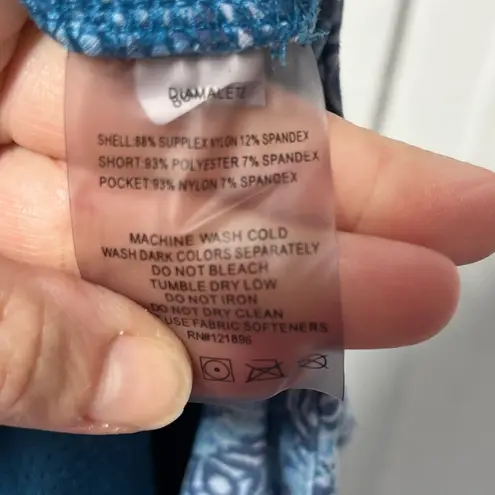 SHELL:88% SUPPLEX NYLON 12% SPANDEX
SHORT:93% POLYESTER 7% SPANDEX
POCKET:93% NYLON 7% SPANDEX
MACHINE WASH COLD
WASH DARK COLORS SEPARATELY
DO NOT BLEACH
TUMBLE DRY LOW
DO NOT IRON
DO NOT DRY CLEAN
USE FABRIC SOFTENERS
RN#121896